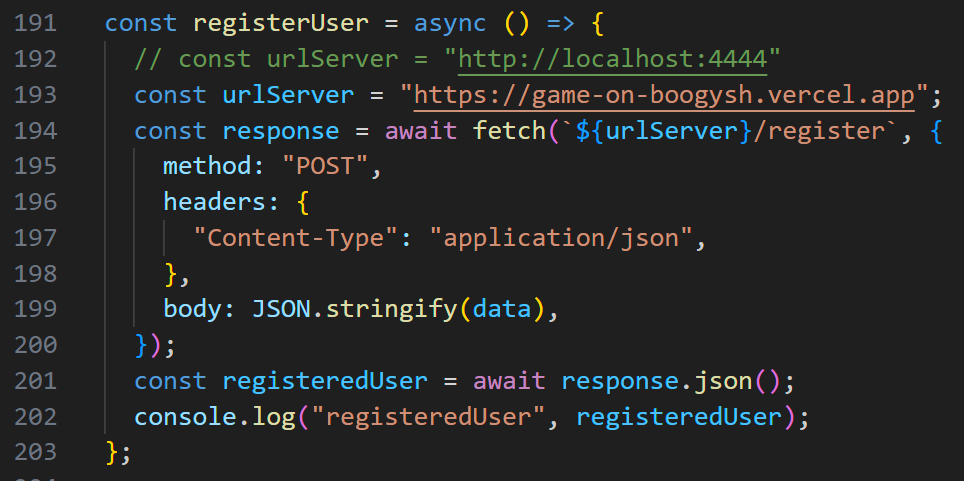 191 const registerUser = async () => {
192 // const urlServer = "http://localhost:4444"
193 const urlServer = "https://game-on-boogysh.vercel.app";
194 const response = await fetch(`${urlServer}/register`, {
195 method: "POST",
196 headers: {
197 "Content-Type": "application/json",
198 },
199 body: JSON.stringify(data),
200 });
201 const registeredUser = await response.json();
202 console.log("registeredUser", registeredUser);
203 };